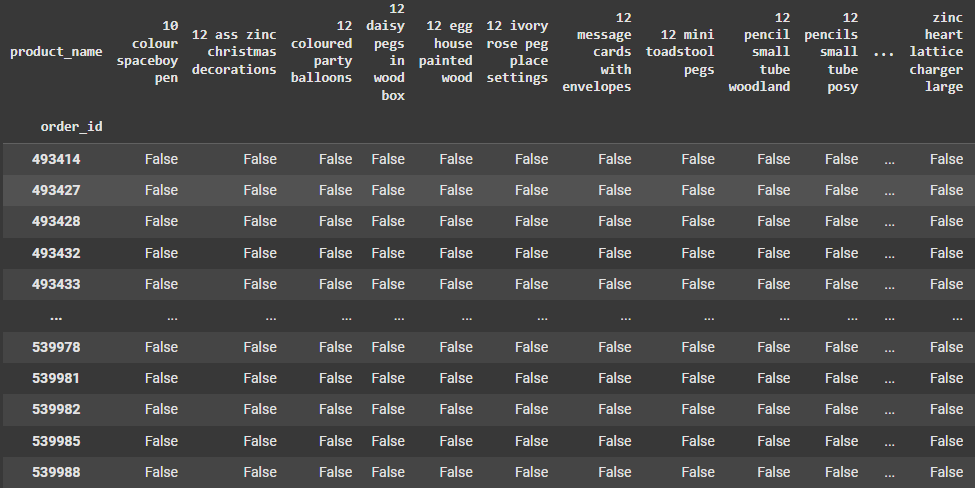 product_name 10 colour spaceboy pen 12 ass zinc christmas decorations 12 coloured party balloons 12 daisy pegs in wood box 12 egg house painted wood 12 ivory rose peg place settings 12 message cards with envelopes 12 mini toadstool pegs 12 pencil small tube woodland 12 pencils small tube posy ... zinc heart lattice charger large
order_id
493414 False False False False False False False False False False ... False
493427 False False False False False False False False False False ... False
493428 False False False False False False False False False False ... False
493432 False False False False False False False False False False ... False
493433 False False False False False False False False False False ... False
... ... ... ... ... ... ... ... ... ... ... ... ...
539978 False False False False False False False False False False ... False
539981 False False False False False False False False False False ... False
539982 False False False False False False False False False False ... False
539985 False False False False False False False False False False ... False
539988 False False False False False False False False False False ... False